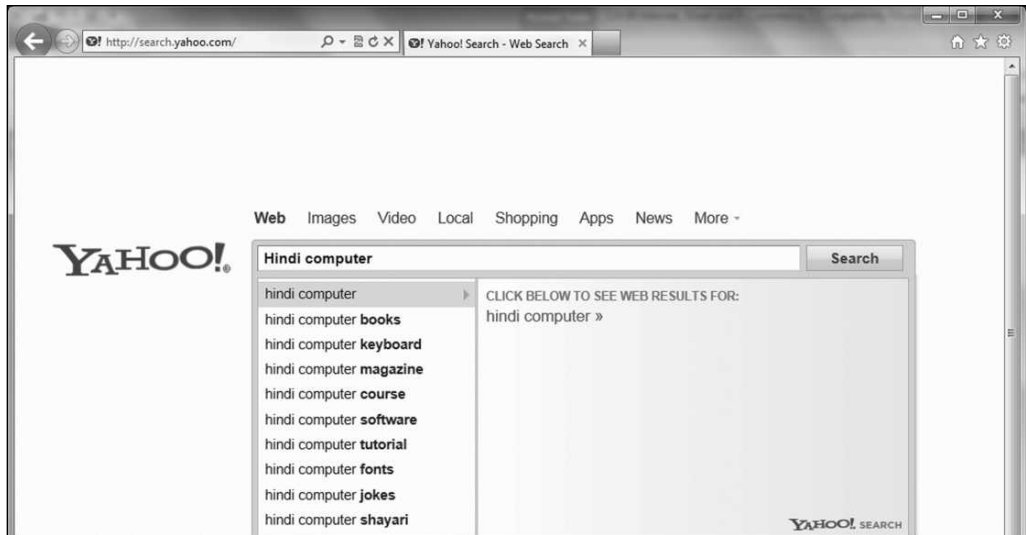 http://search.yahoo.com/
Yahoo! Search - Web Search
Web Images Video Local Shopping Apps News More
YAHOO!
Hindi computer
Search
hindi computer
hindi computer books
hindi computer keyboard
hindi computer magazine
hindi computer course
hindi computer software
hindi computer tutorial
hindi computer fonts
hindi computer jokes
hindi computer shayari
CLICK BELOW TO SEE WEB RESULTS FOR:
hindi computer »
YAHOO! SEARCH